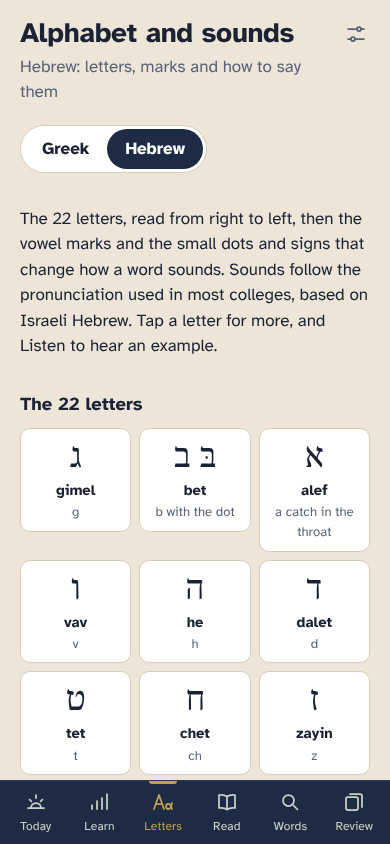 Alphabet and sounds
Hebrew: letters, marks and how to say
them
Greek Hebrew
The 22 letters, read from right to left, then the
vowel marks and the small dots and signs that
change how a word sounds. Sounds follow the
pronunciation used in most colleges, based on
Israeli Hebrew. Tap a letter for more, and
Listen to hear an example.
The 22 letters
א
alef
a catch in the
throat
בּ ב
bet
b with the dot
ג
gimel
g
ד
dalet
d
ה
he
h
ו
vav
v
ז
zayin
z
ח
chet
ch
ט
tet
t
Today Learn Letters Read Words Review